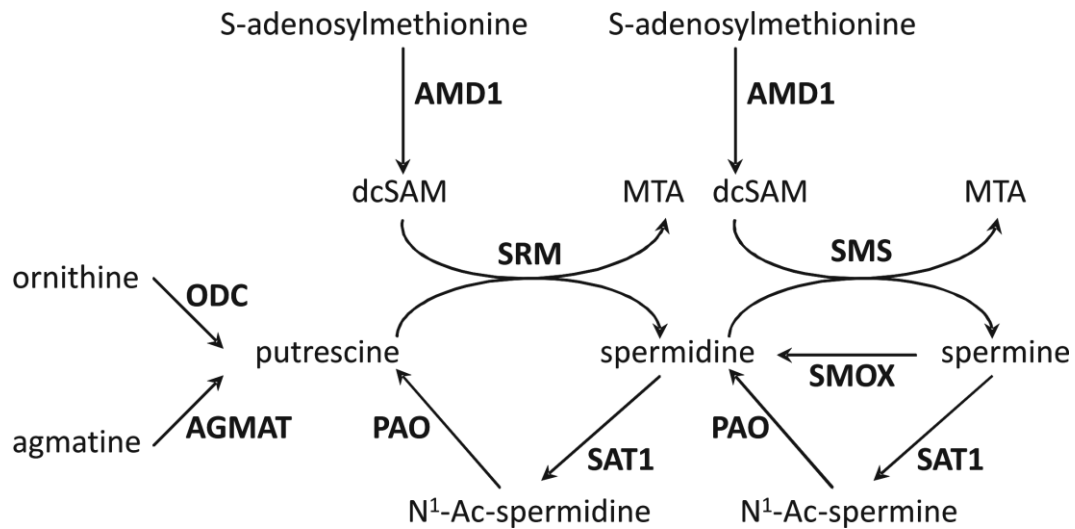 S-adenosylmethionine S-adenosylmethionine
AMD1 AMD1
dcSAM MTA dcSAM MTA
SRM SMS
ornithine
ODC
putrescine spermidine spermine
SMOX
agmatine AGMAT PAO PAO
SAT1 SAT1
N¹-Ac-spermidine N¹-Ac-spermine